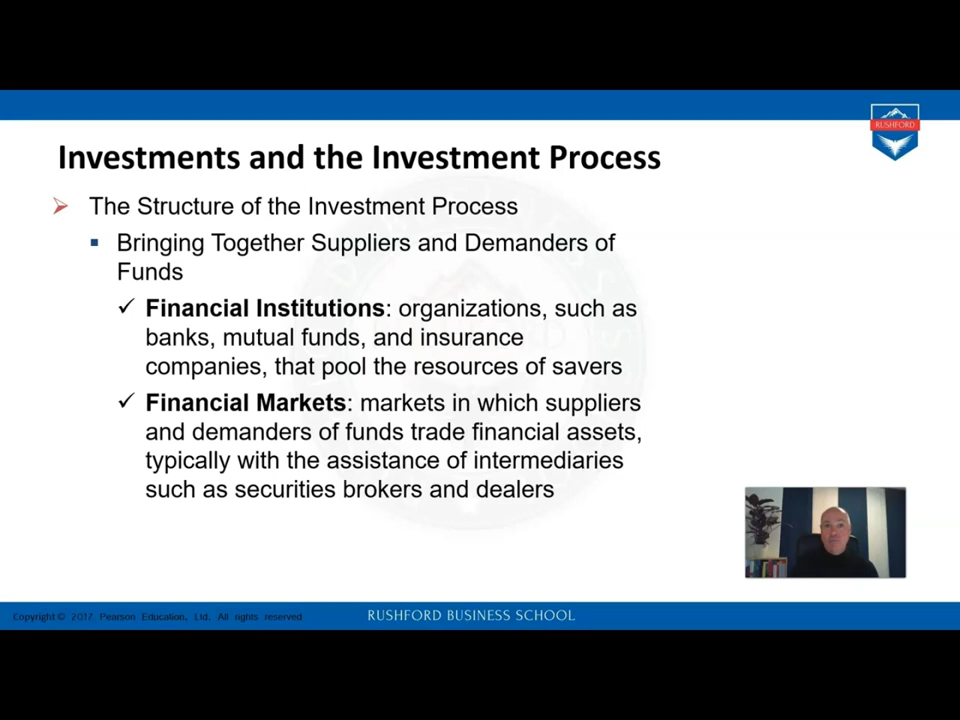 RUSHFORD
Investments and the Investment Process
The Structure of the Investment Process
Bringing Together Suppliers and Demanders of
Funds
Financial Institutions: organizations, such as
banks, mutual funds, and insurance
companies, that pool the resources of savers
Financial Markets: markets in which suppliers
and demanders of funds trade financial assets,
typically with the assistance of intermediaries
such as securities brokers and dealers
Copyright © 2017, Pearson Education, Ltd. All rights reserved
RUSHFORD BUSINESS SCHOOL